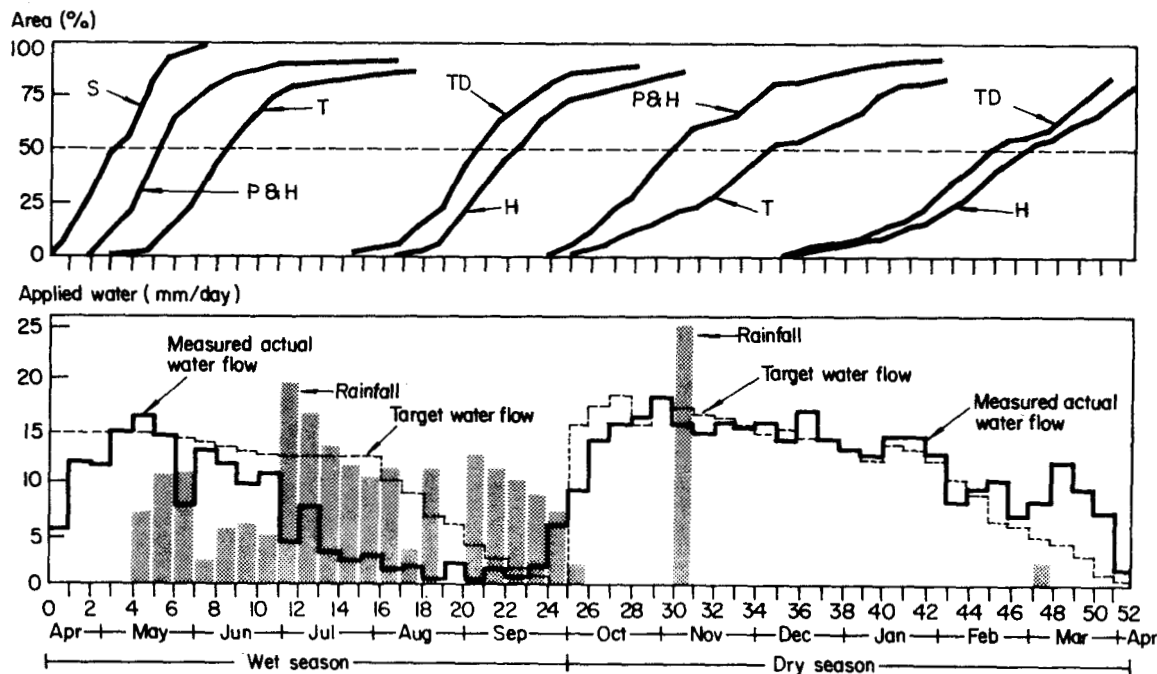 Area (%)
100
75
50
25
0
S
P & H
T
TD
H
P & H
T
TD
H
Applied water (mm/day)
25
20
15
10
5
0
Measured actual
water flow
Rainfall
Target water flow
Rainfall
Target water flow
Measured actual
water flow
0 2 4 6 8 10 12 14 16 18 20 22 24 26 28 30 32 34 36 38 40 42 44 46 48 50 52
Apr May Jun Jul Aug Sep Oct Nov Dec Jan Feb Mar Apr
Wet season Dry season